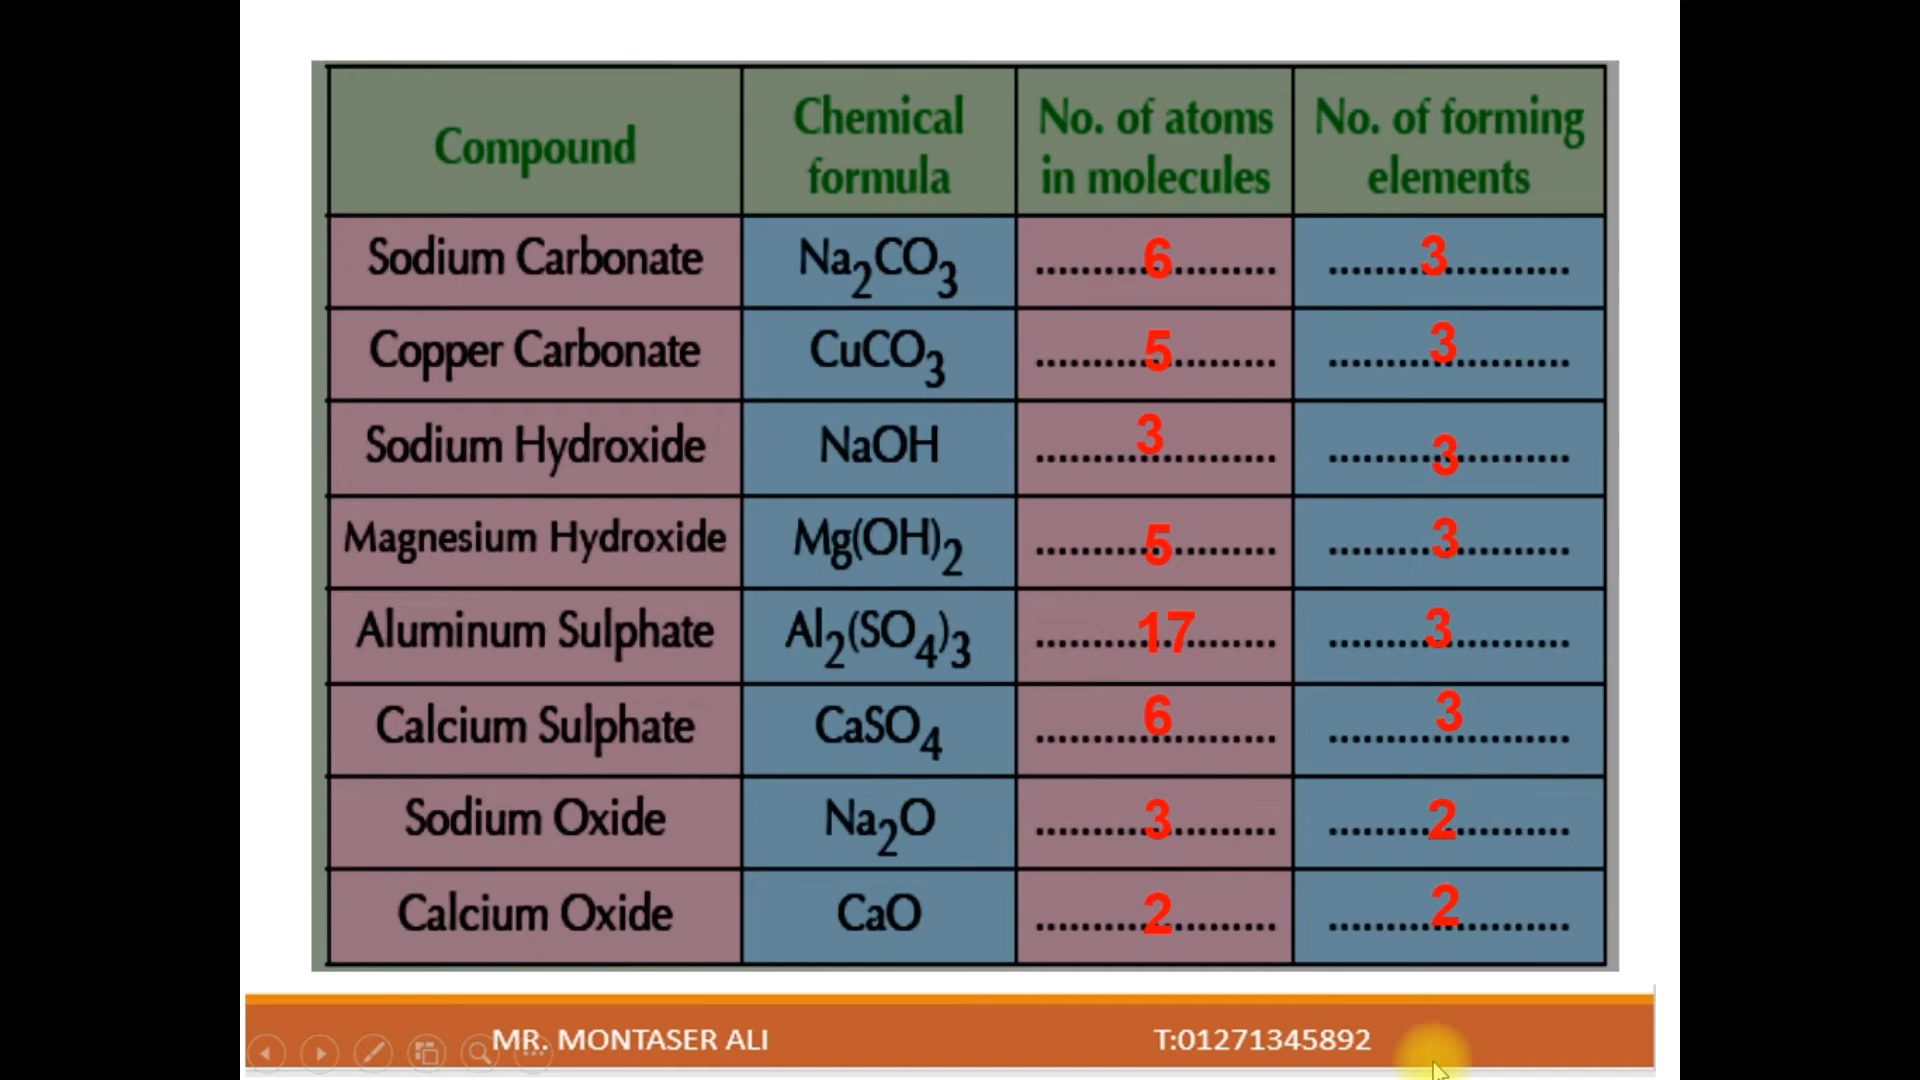 Compound | Chemical formula | No. of atoms in molecules | No. of forming elements
Sodium Carbonate | Na₂CO₃ | ........6........ | ........3........
Copper Carbonate | CuCO₃ | ........5........ | ........3........
Sodium Hydroxide | NaOH | ........3........ | ........3........
Magnesium Hydroxide | Mg(OH)₂ | ........5........ | ........3........
Aluminum Sulphate | Al₂(SO₄)₃ | ........17........ | ........3........
Calcium Sulphate | CaSO₄ | ........6........ | ........3........
Sodium Oxide | Na₂O | ........3........ | ........2........
Calcium Oxide | CaO | ........2........ | ........2........
MR. MONTASER ALI T:01271345892